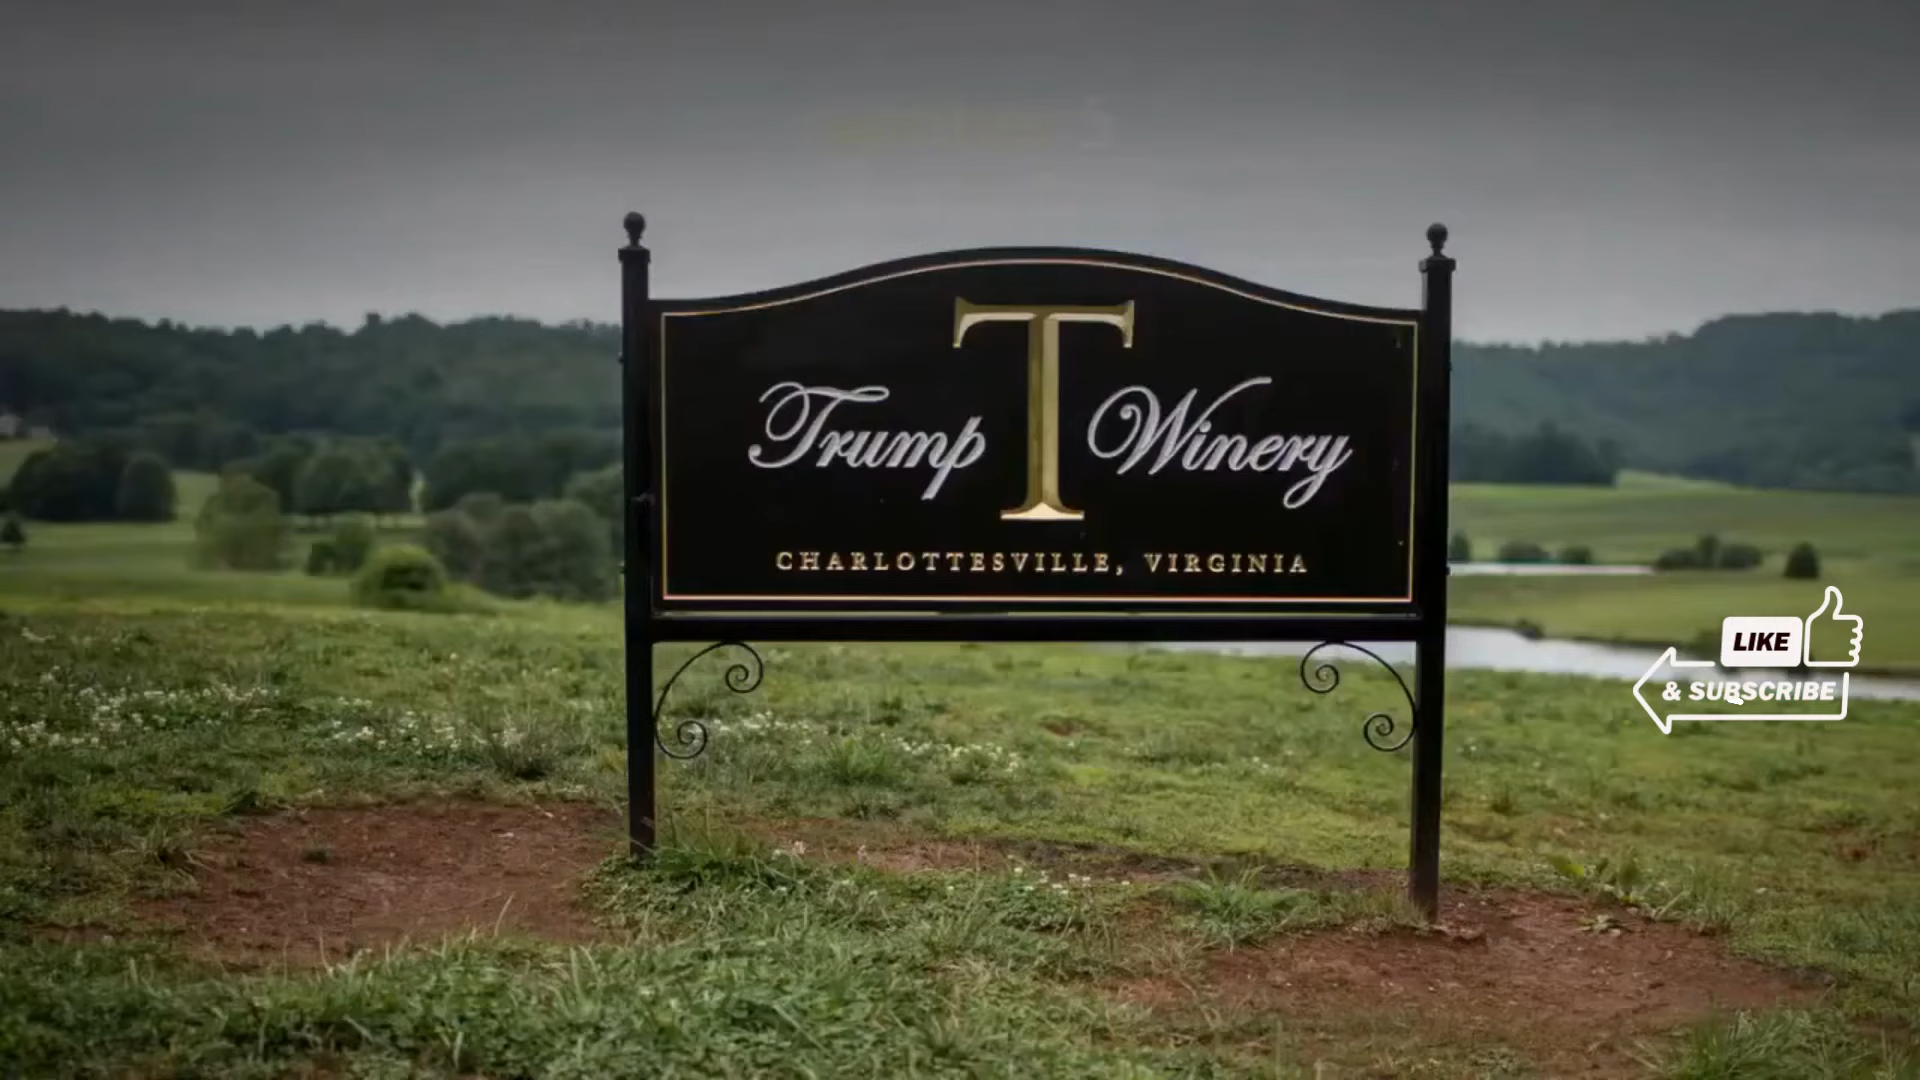 T
Trump Winery
CHARLOTTESVILLE, VIRGINIA
LIKE
& SUBSCRIBE